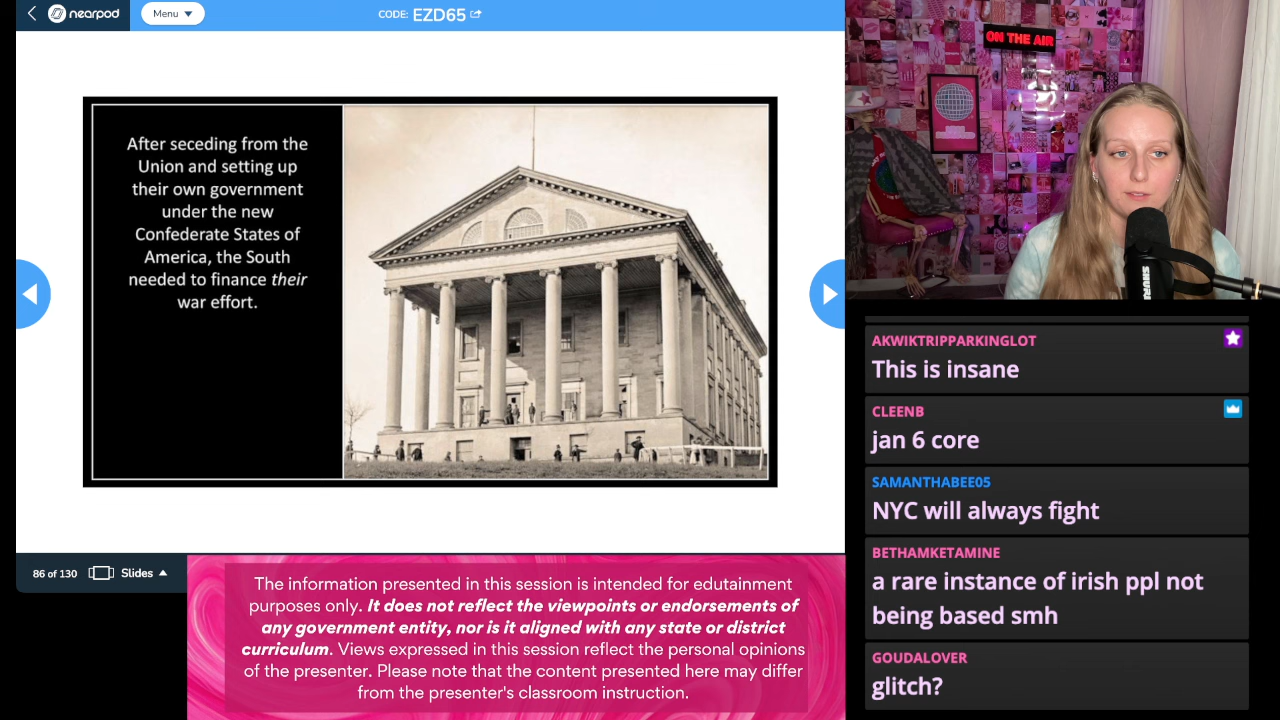 nearpod
Menu
CODE: EZD65
ON THE AIR
After seceding from the
Union and setting up
their own government
under the new
Confederate States of
America, the South
needed to finance their
war effort.
SHURE
AKWIKTRIPPARKINGLOT
This is insane
CLEENB
jan 6 core
SAMANTHABEE05
NYC will always fight
BETHAMKETAMINE
a rare instance of irish ppl not
being based smh
GOUDALOVER
glitch?
86 of 130
Slides
The information presented in this session is intended for edutainment
purposes only. It does not reflect the viewpoints or endorsements of
any government entity, nor is it aligned with any state or district
curriculum. Views expressed in this session reflect the personal opinions
of the presenter. Please note that the content presented here may differ
from the presenter's classroom instruction.